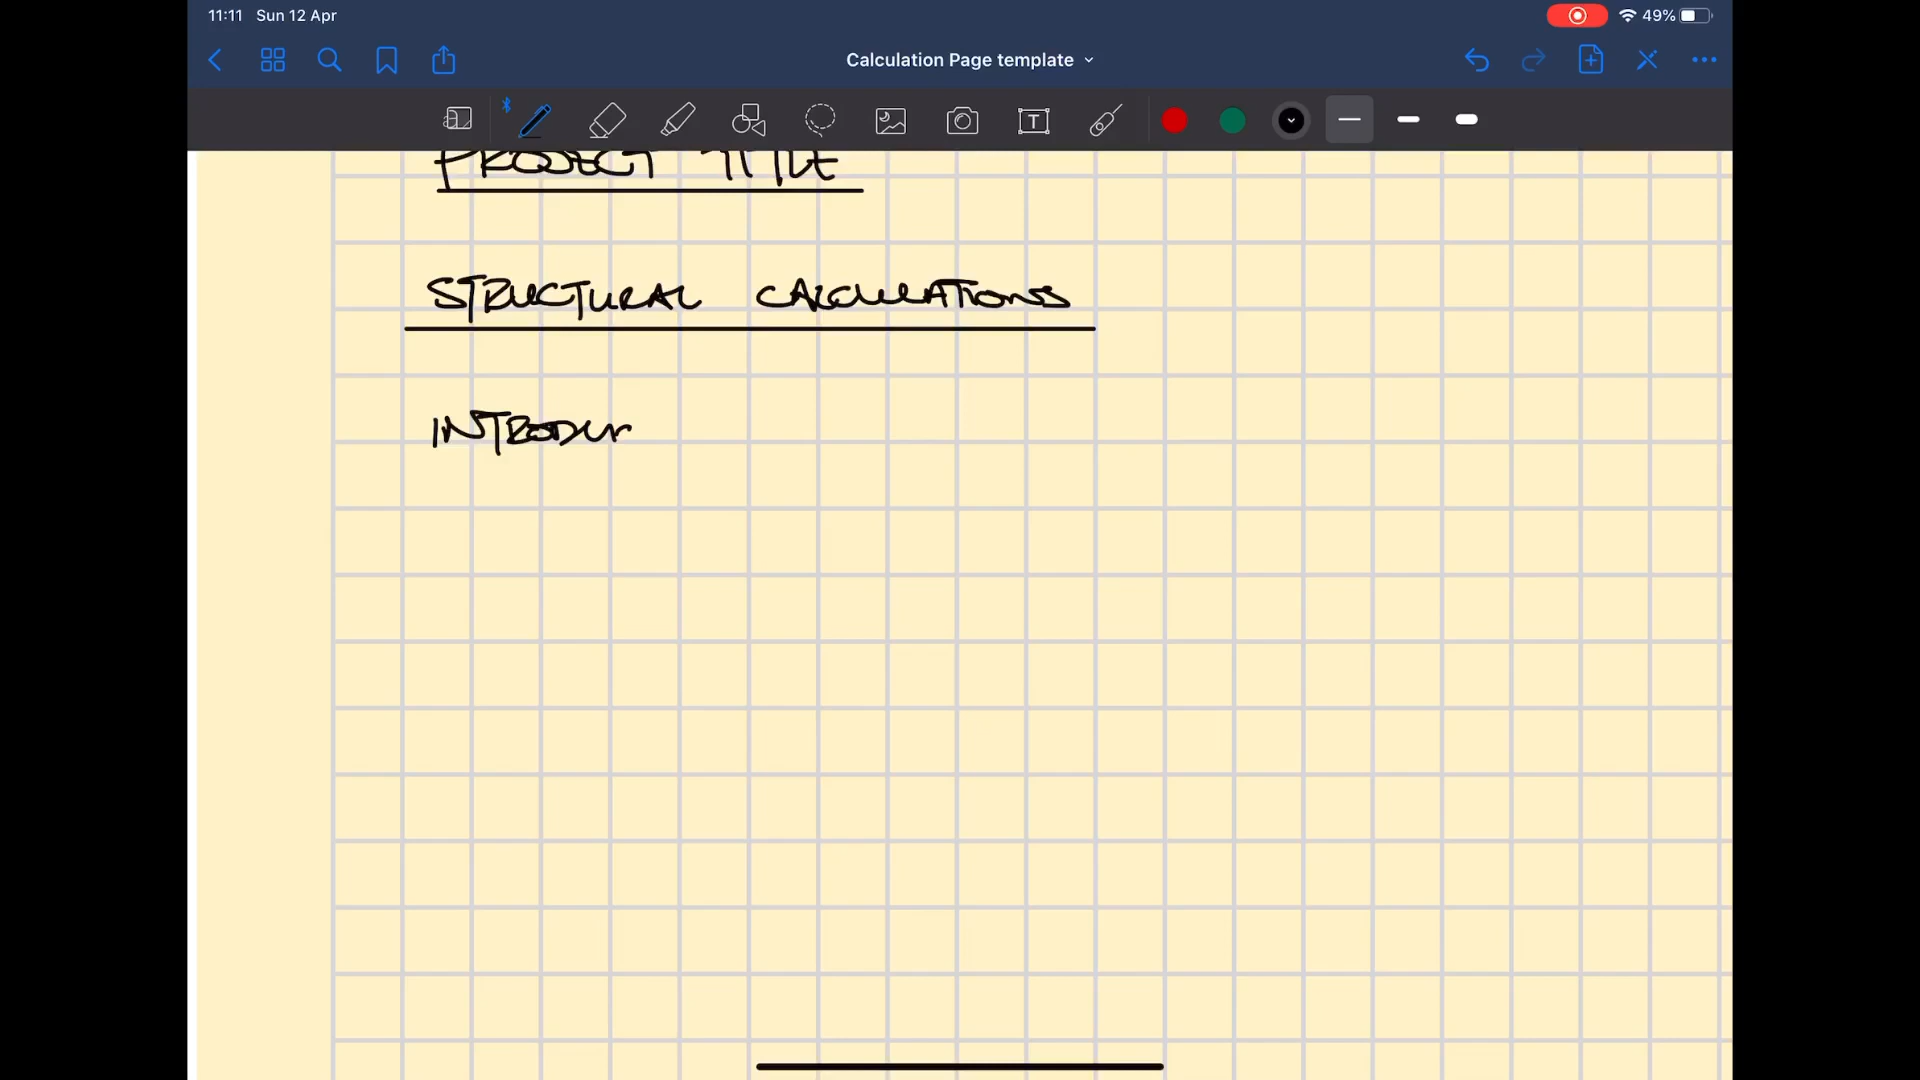 11:11 Sun 12 Apr 49%
Calculation Page template
PROJECT TITLE
STRUCTURAL CALCULATIONS